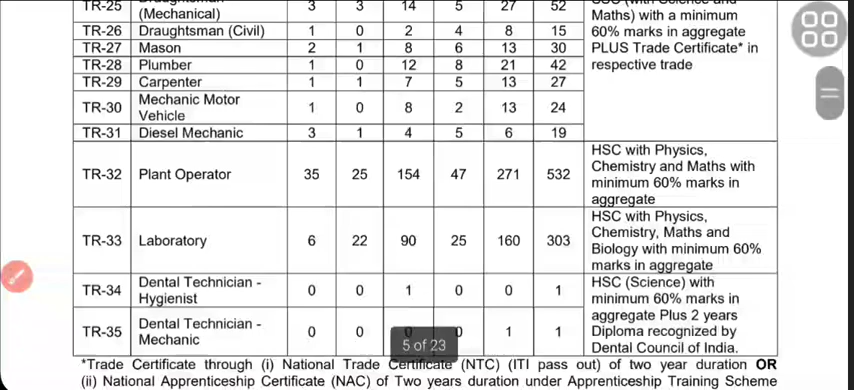 TR-25 Draughtsman (Mechanical) 3 3 14 5 27 52
TR-26 Draughtsman (Civil) 1 0 2 4 8 15
TR-27 Mason 2 1 8 6 13 30
TR-28 Plumber 1 0 12 8 21 42
TR-29 Carpenter 1 1 7 5 13 27
TR-30 Mechanic Motor Vehicle 1 0 8 2 13 24
TR-31 Diesel Mechanic 3 1 4 5 6 19
HSC (with Science and
Maths) with a minimum
60% marks in aggregate
PLUS Trade Certificate* in
respective trade
TR-32 Plant Operator 35 25 154 47 271 532
HSC with Physics,
Chemistry and Maths with
minimum 60% marks in
aggregate
TR-33 Laboratory 6 22 90 25 160 303
HSC with Physics,
Chemistry, Maths and
Biology with minimum 60%
marks in aggregate
TR-34 Dental Technician - Hygienist 0 0 1 0 0 1
TR-35 Dental Technician - Mechanic 0 0 0 0 1 1
HSC (Science) with
minimum 60% marks in
aggregate Plus 2 years
Diploma recognized by
Dental Council of India.
5 of 23
*Trade Certificate through (i) National Trade Certificate (NTC) (ITI pass out) of two year duration OR
(ii) National Apprenticeship Certificate (NAC) of Two years duration under Apprenticeship Training Scheme